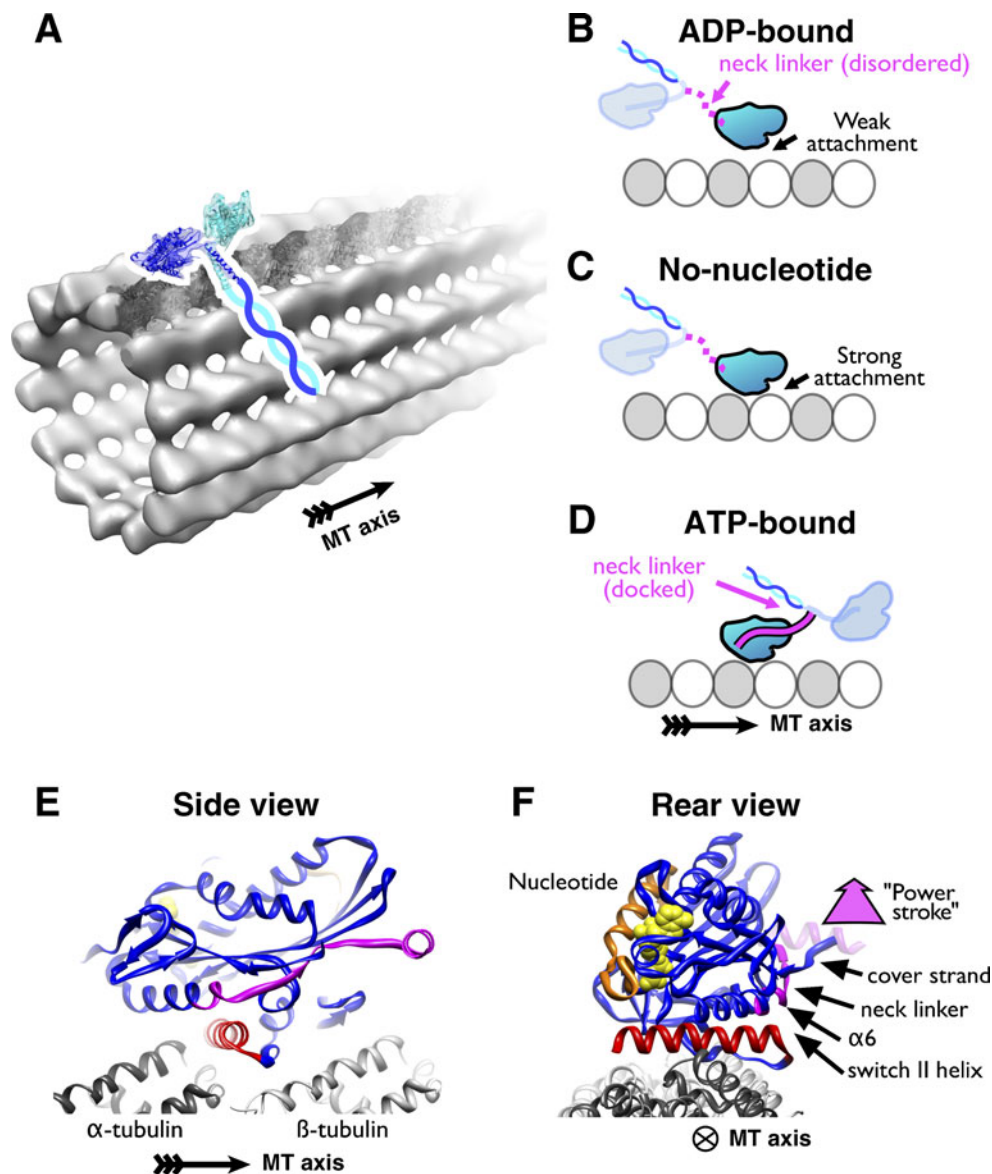 A
MT axis
B
ADP-bound
neck linker (disordered)
Weak
attachment
C
No-nucleotide
Strong
attachment
D
ATP-bound
neck linker
(docked)
MT axis
E
Side view
α-tubulin
ß-tubulin
MT axis
F
Rear view
Nucleotide
"Power
stroke"
cover strand
neck linker
α6
switch II helix
MT axis